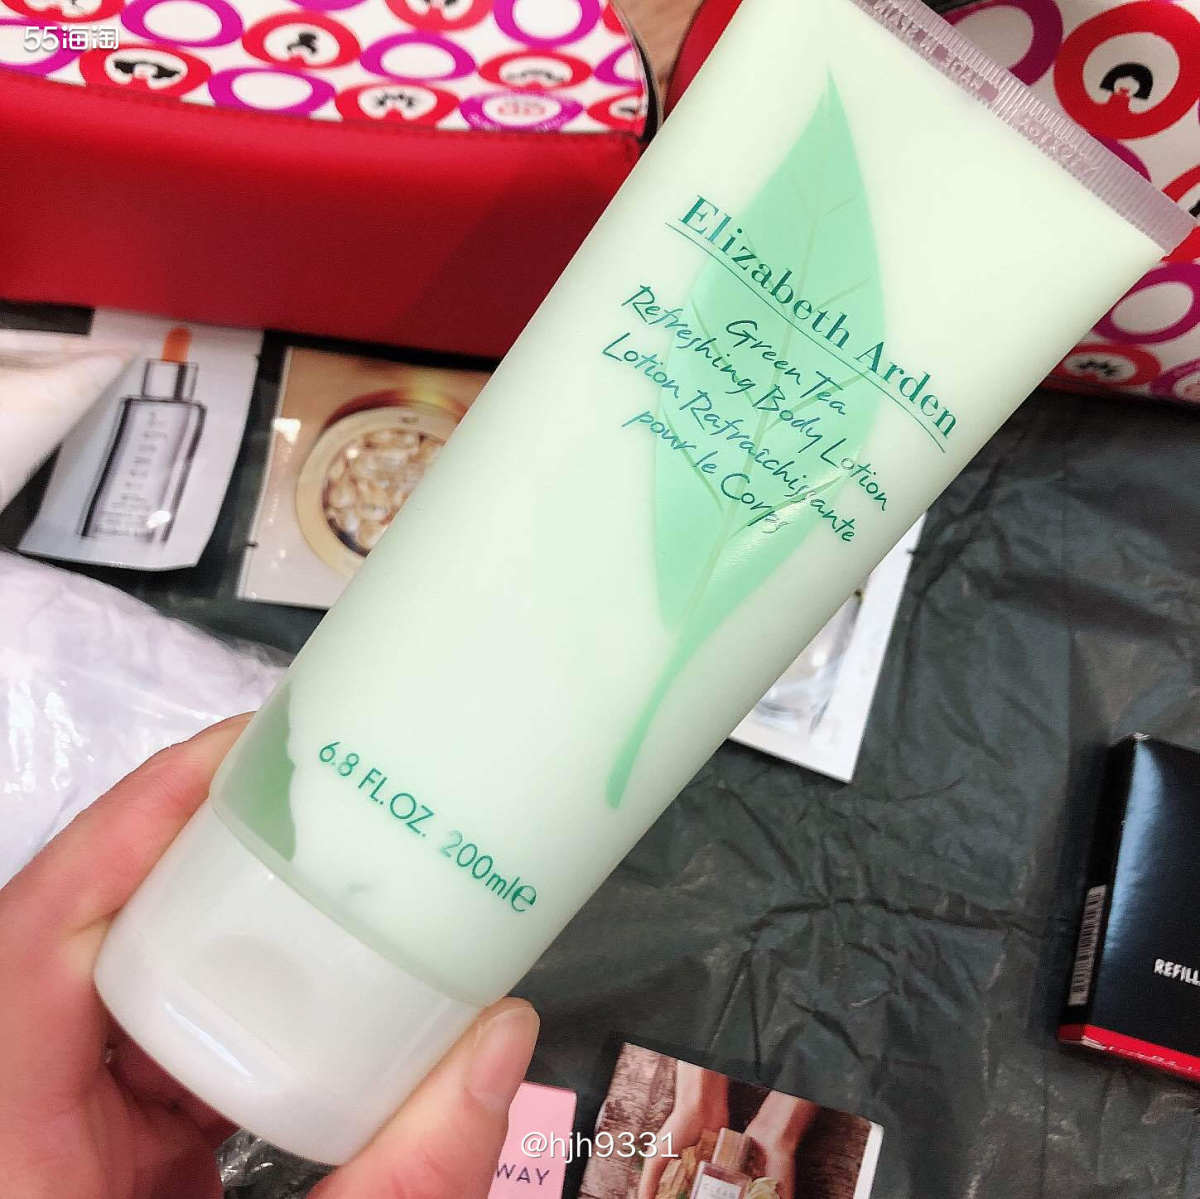 55海淘
Elizabeth Arden
Green Tea
Refreshing Body Lotion
Lotion Rafraîchissante
pour le Corps
6.8 FL.OZ. 200ml e
REFILL
@hjh9331
WAY